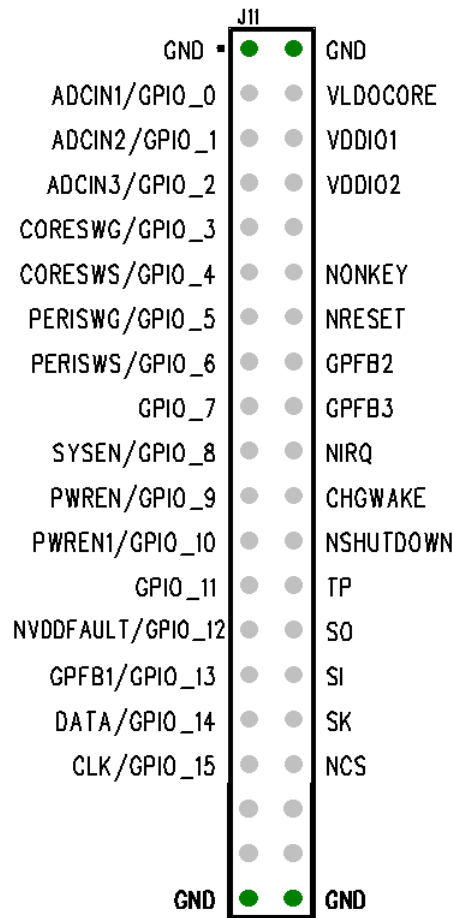 J11
GND GND
ADCIN1/GPIO_0 VLDOCORE
ADCIN2/GPIO_1 VDDIO1
ADCIN3/GPIO_2 VDDIO2
CORESWG/GPIO_3
CORESWS/GPIO_4 NONKEY
PERISWG/GPIO_5 NRESET
PERISWS/GPIO_6 GPFB2
GPIO_7 GPFB3
SYSEN/GPIO_8 NIRQ
PWREN/GPIO_9 CHGWAKE
PWREN1/GPIO_10 NSHUTDOWN
GPIO_11 TP
NVDDFAULT/GPIO_12 SO
GPFB1/GPIO_13 SI
DATA/GPIO_14 SK
CLK/GPIO_15 NCS
GND GND